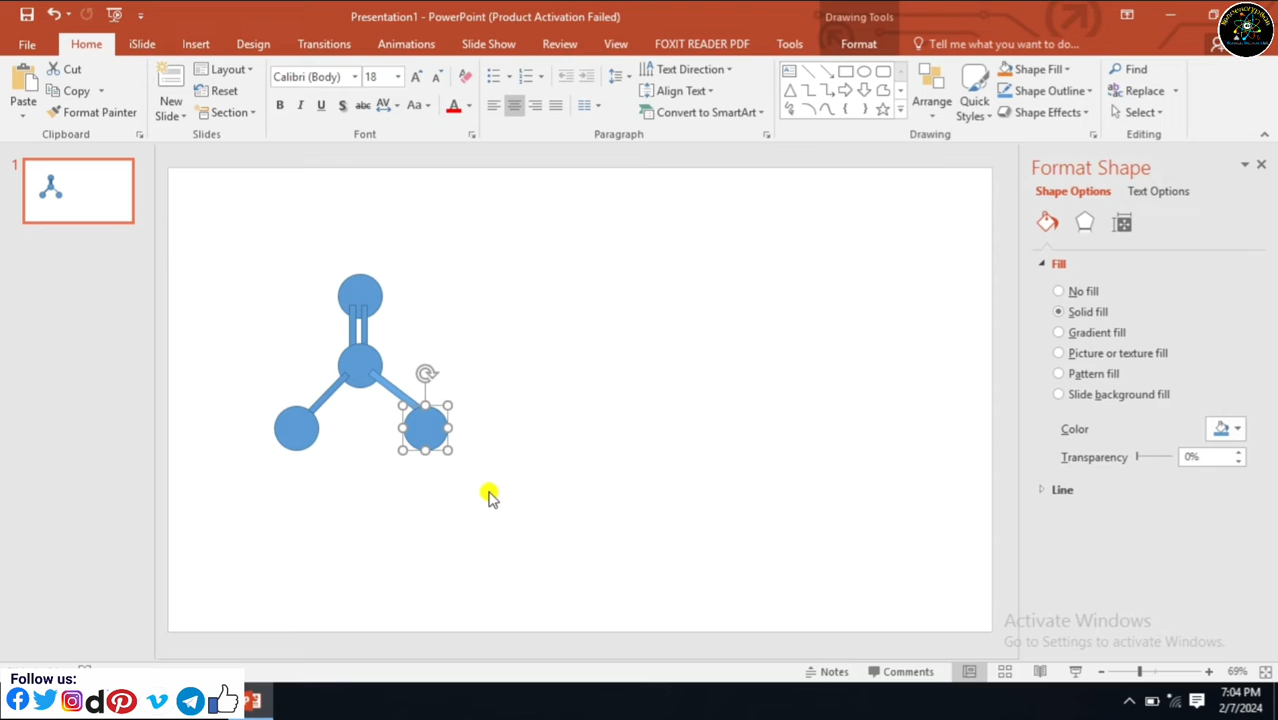 Presentation1 - PowerPoint (Product Activation Failed)
Drawing Tools
File
Home
iSlide
Insert
Design
Transitions
Animations
Slide Show
Review
View
FOXIT READER PDF
Tools
Format
Tell me what you want to do...
Paste
Cut
Copy
Format Painter
Clipboard
New
Slide
Layout
Reset
Section
Slides
Calibri (Body)
18
A
A
B
I
U
S
abc
AV
Aa
A
Font
Text Direction
Align Text
Convert to SmartArt
Paragraph
Arrange
Quick
Styles
Shape Fill
Shape Outline
Shape Effects
Drawing
Find
Replace
Select
Editing
1
Format Shape
Shape Options
Text Options
Fill
No fill
Solid fill
Gradient fill
Picture or texture fill
Pattern fill
Slide background fill
Color
Transparency
0%
Line
Activate Windows
Go to Settings to activate Windows.
Notes
Comments
69%
Follow us:
7:04 PM
2/7/2024